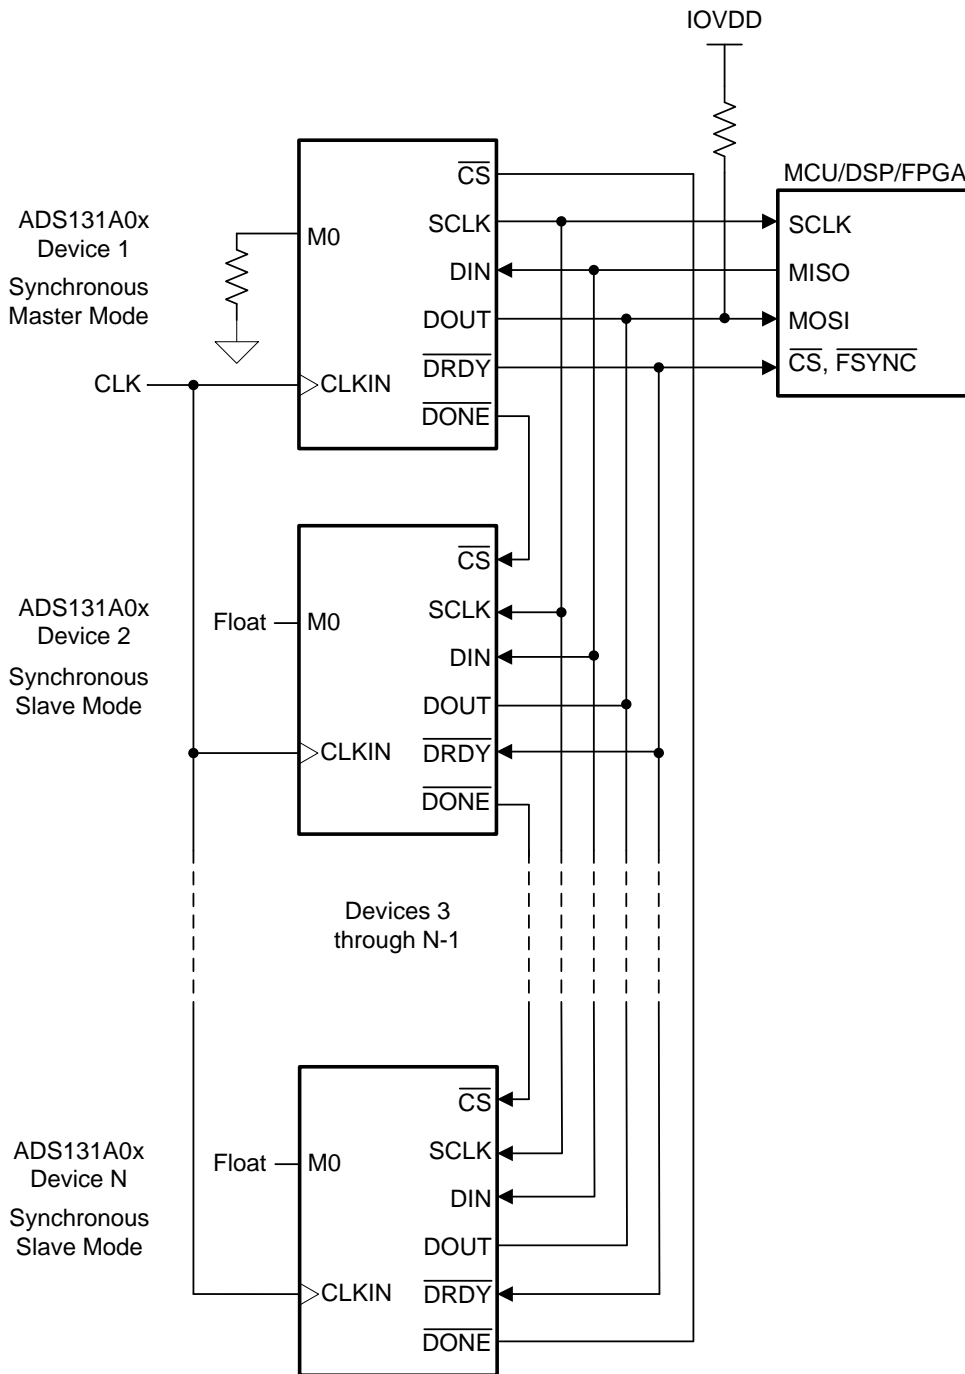 IOVDD
MCU/DSP/FPGA
SCLK
MISO
MOSI
CS, FSYNC
ADS131A0x
Device 1
Synchronous
Master Mode
M0
CLK
CLKIN
CS
SCLK
DIN
DOUT
DRDY
DONE
ADS131A0x
Device 2
Synchronous
Slave Mode
Float
M0
CLKIN
CS
SCLK
DIN
DOUT
DRDY
DONE
Devices 3
through N-1
ADS131A0x
Device N
Synchronous
Slave Mode
Float
M0
CLKIN
CS
SCLK
DIN
DOUT
DRDY
DONE